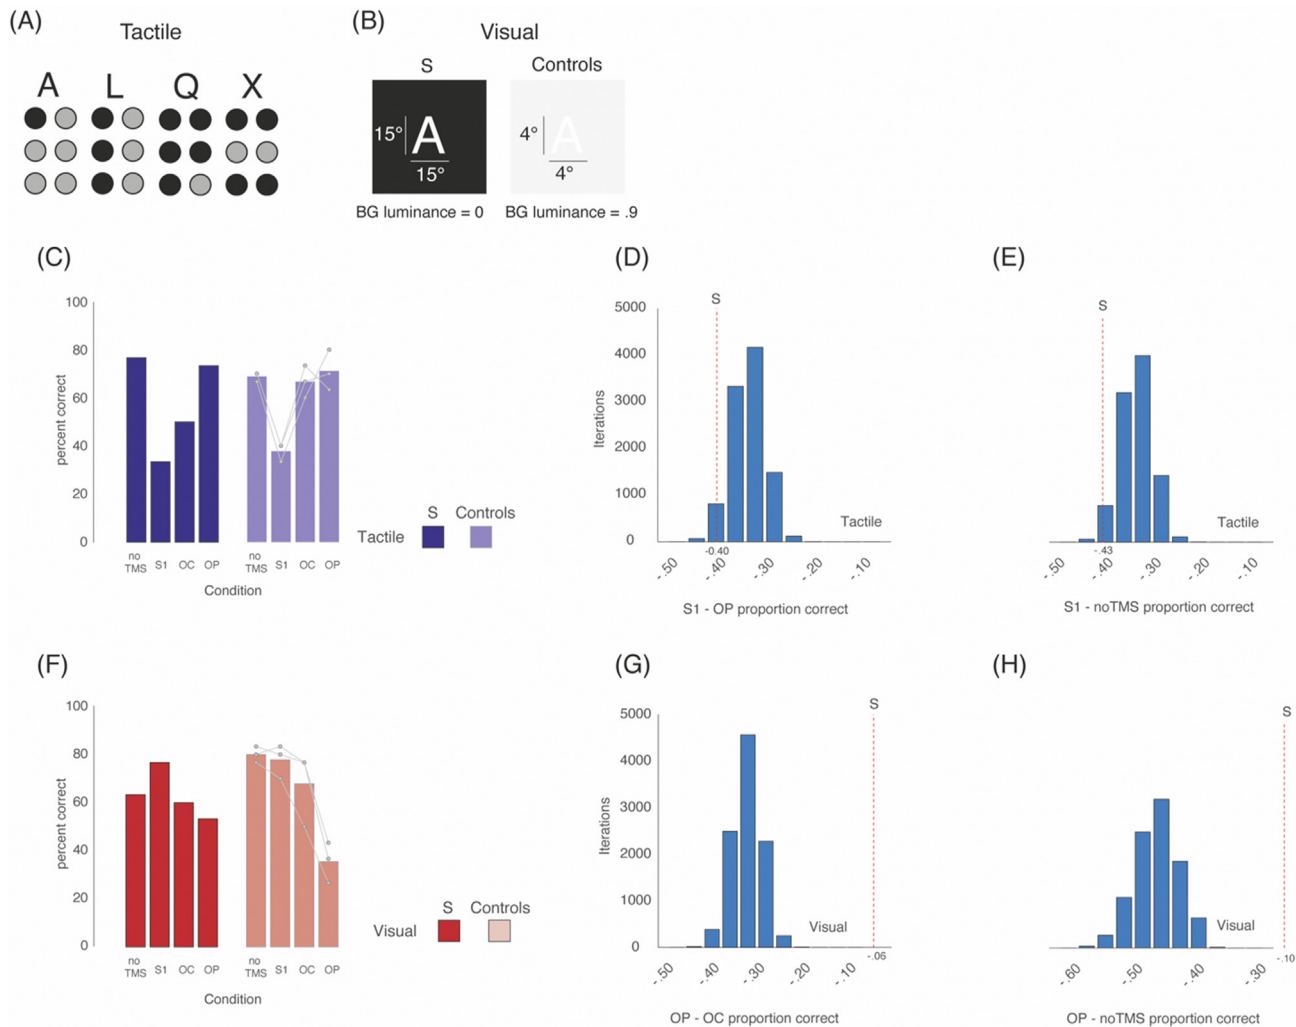 (A)
Tactile
A L Q X
(B)
Visual
S
Controls
15°
A
15°
4°
A
4°
BG luminance = 0
BG luminance = .9
(C)
percent correct
100
80
60
40
20
0
no TMS
S1
OC
OP
no TMS
S1
OC
OP
Condition
S
Controls
Tactile
(D)
Iterations
5000
4000
3000
2000
1000
0
S
Tactile
-0.40
-.50
-.40
-.30
-.20
-.10
S1 - OP proportion correct
(E)
S
Tactile
-.43
-.50
-.40
-.30
-.20
-.10
S1 - noTMS proportion correct
(F)
percent correct
100
80
60
40
20
0
no TMS
S1
OC
OP
no TMS
S1
OC
OP
Condition
S
Controls
Visual
(G)
Iterations
5000
4000
3000
2000
1000
0
S
Visual
-.06
-.50
-.40
-.30
-.20
-.10
OP - OC proportion correct
(H)
S
Visual
-.10
-.60
-.50
-.40
-.30
OP - noTMS proportion correct